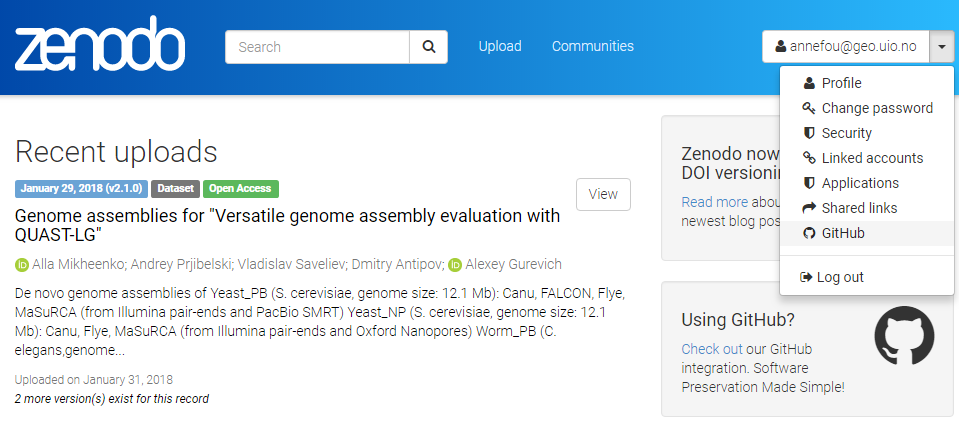 zenodo
Search
Upload
Communities
annefou@geo.uio.no
Profile
Change password
Security
Linked accounts
Applications
Shared links
GitHub
Log out
Recent uploads
January 29, 2018 (v2.1.0) Dataset Open Access
View
Genome assemblies for "Versatile genome assembly evaluation with
QUAST-LG"
iD Alla Mikheenko; Andrey Prjibelski; Vladislav Saveliev; Dmitry Antipov; iD Alexey Gurevich
De novo genome assemblies of Yeast_PB (S. cerevisiae, genome size: 12.1 Mb): Canu, FALCON, Flye,
MaSuRCA (from Illumina pair-ends and PacBio SMRT) Yeast_NP (S. cerevisiae, genome size: 12.1
Mb): Canu, Flye, MaSuRCA (from Illumina pair-ends and Oxford Nanopores) Worm_PB (C.
elegans,genome...
Uploaded on January 31, 2018
2 more version(s) exist for this record
Zenodo now
DOI versionin
Read more abou
newest blog pos
Using GitHub?
Check out our GitHub
integration. Software
Preservation Made Simple!